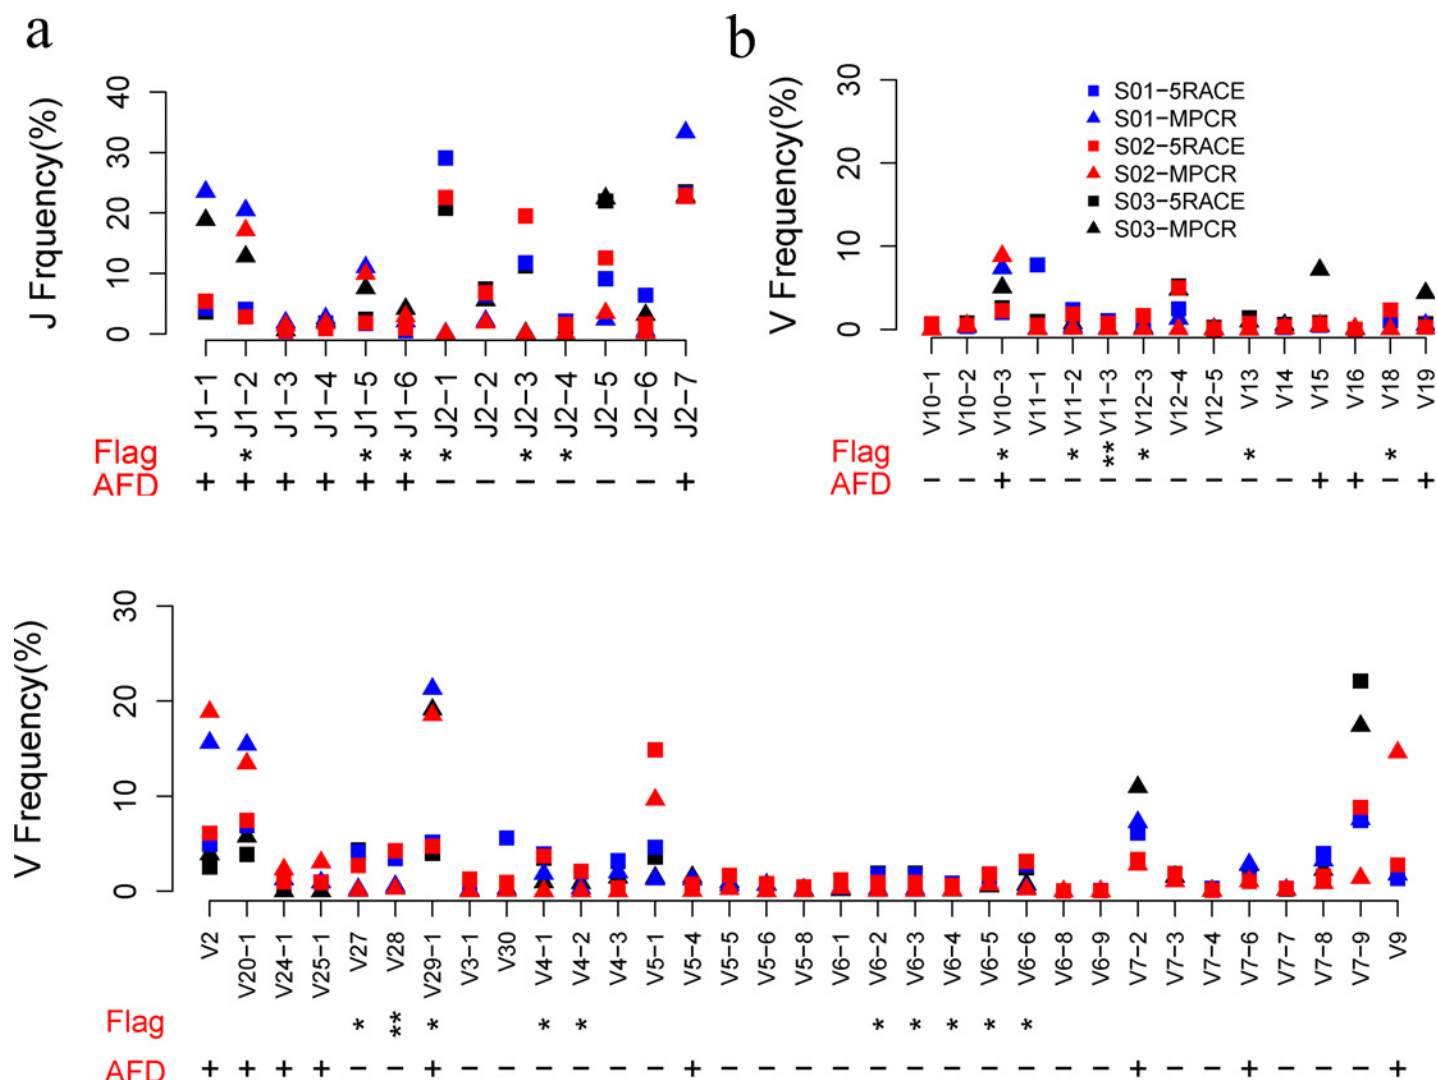 a
b
J Frquency(%)
0 10 20 30 40
J1-1 J1-2 J1-3 J1-4 J1-5 J1-6 J2-1 J2-2 J2-3 J2-4 J2-5 J2-6 J2-7
Flag * * * * * *
AFD + + + + + + - - - - - - +
V Frequency(%)
0 10 20 30
S01-5RACE
S01-MPCR
S02-5RACE
S02-MPCR
S03-5RACE
S03-MPCR
V10-1 V10-2 V10-3 V11-1 V11-2 V11-3 V12-3 V12-4 V12-5 V13 V14 V15 V16 V18 V19
Flag * * ** * * *
AFD - - + - - - - - - - - + + - +
V Frequency(%)
0 10 20 30
V2 V20-1 V24-1 V25-1 V27 V28 V29-1 V3-1 V30 V4-1 V4-2 V4-3 V5-1 V5-4 V5-5 V5-6 V5-8 V6-1 V6-2 V6-3 V6-4 V6-5 V6-6 V6-8 V6-9 V7-2 V7-3 V7-4 V7-6 V7-7 V7-8 V7-9 V9
Flag * ** * * * * * * * *
AFD + + + + - - + - - - - - - + - - - - - - - - - - - + - - + - - - +